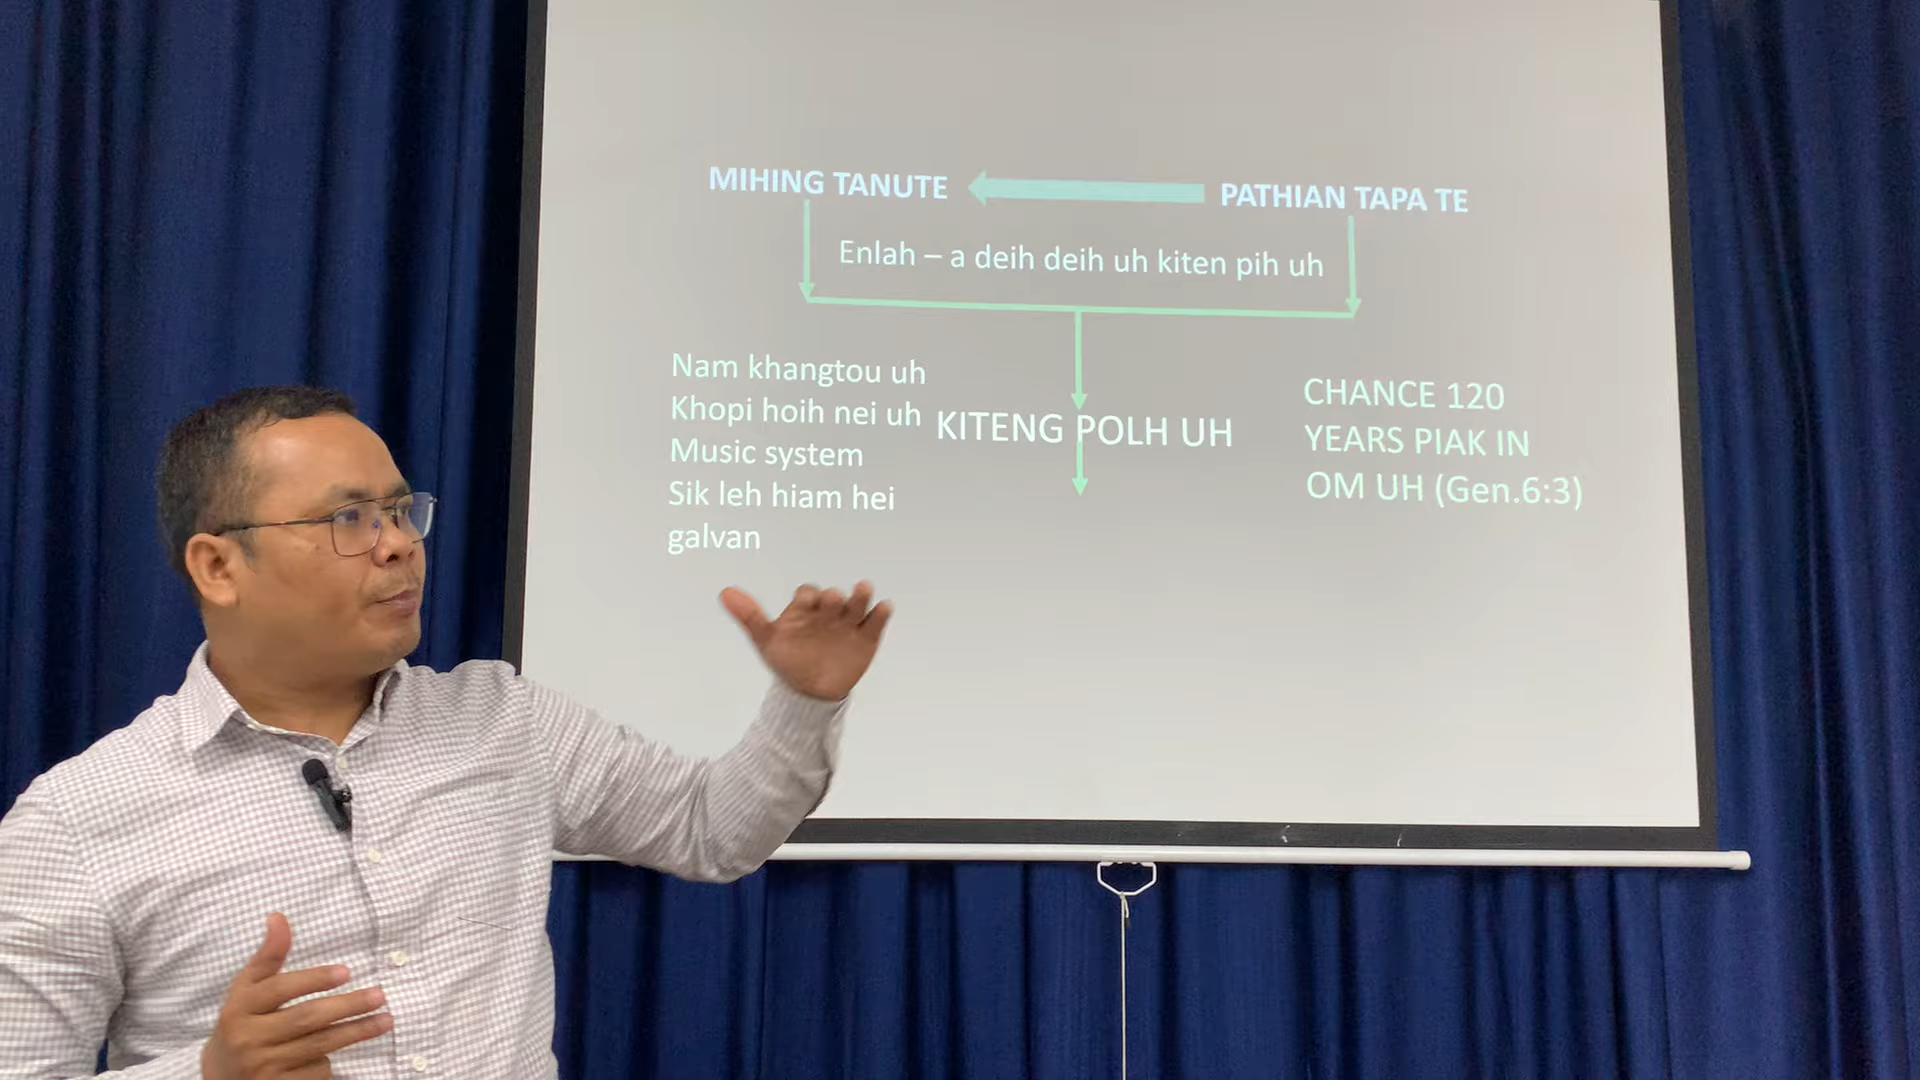 MIHING TANUTE
PATHIAN TAPA TE
Enlah – a deih deih uh kiten pih uh
Nam khangtou uh
Khopi hoih nei uh
Music system
Sik leh hiam hei
galvan
KITENG POLH UH
CHANCE 120
YEARS PIAK IN
OM UH (Gen.6:3)